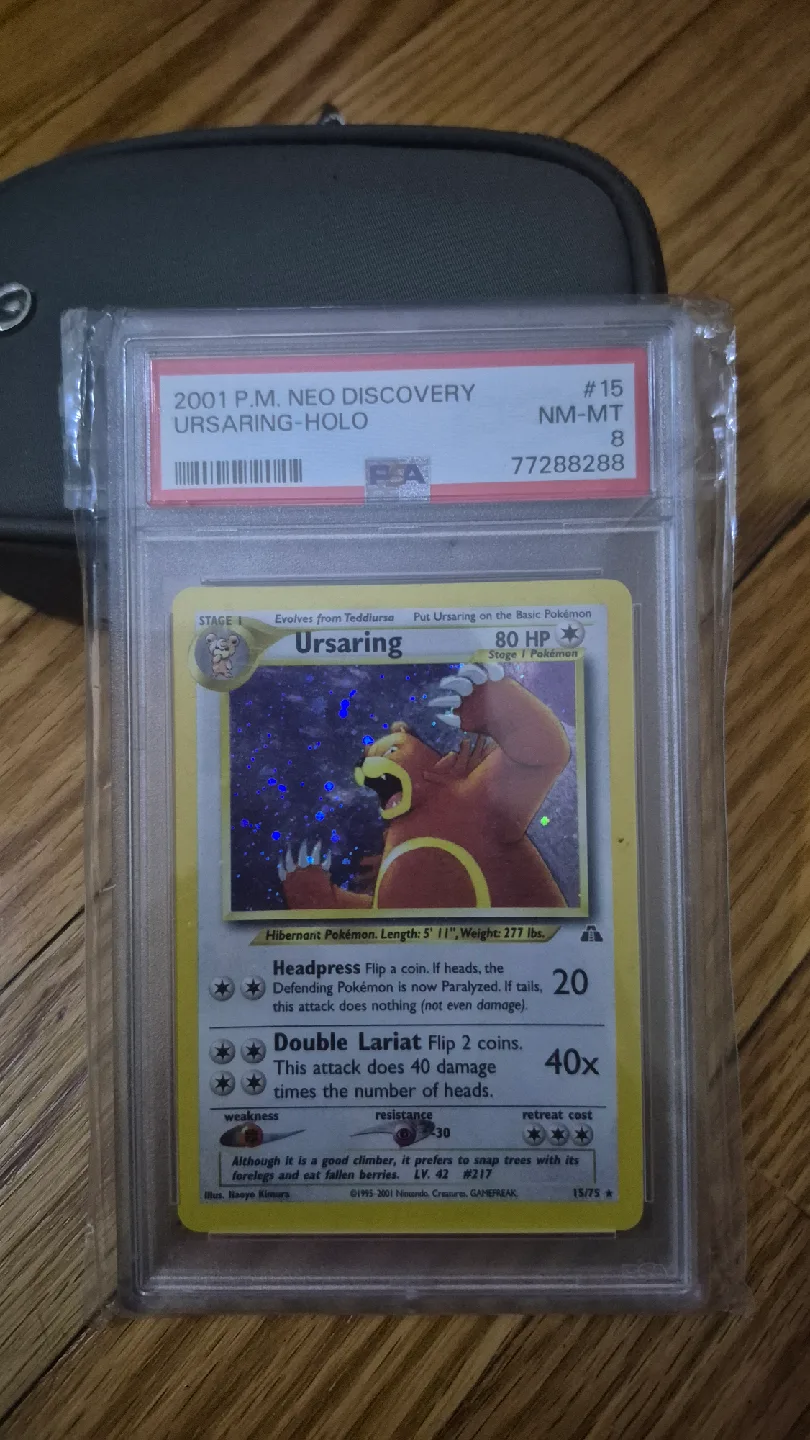 2001 P.M. NEO DISCOVERY #15
URSARING-HOLO NM-MT
8
PSA 77288288
STAGE 1 Evolves from Teddiursa Put Ursaring on the Basic Pokémon
Ursaring 80 HP
Stage 1 Pokémon
Hibernant Pokémon. Length: 5' 11", Weight: 277 lbs.
Headpress Flip a coin. If heads, the
Defending Pokémon is now Paralyzed. If tails, 20
this attack does nothing (not even damage).
Double Lariat Flip 2 coins.
This attack does 40 damage 40x
times the number of heads.
weakness resistance retreat cost
-30
Although it is a good climber, it prefers to snap trees with its
forelegs and eat fallen berries. LV. 42 #217
Illus. Naoyo Kimura ©1995-2001 Nintendo, Creatures, GAMEFREAK. 15/75 ★